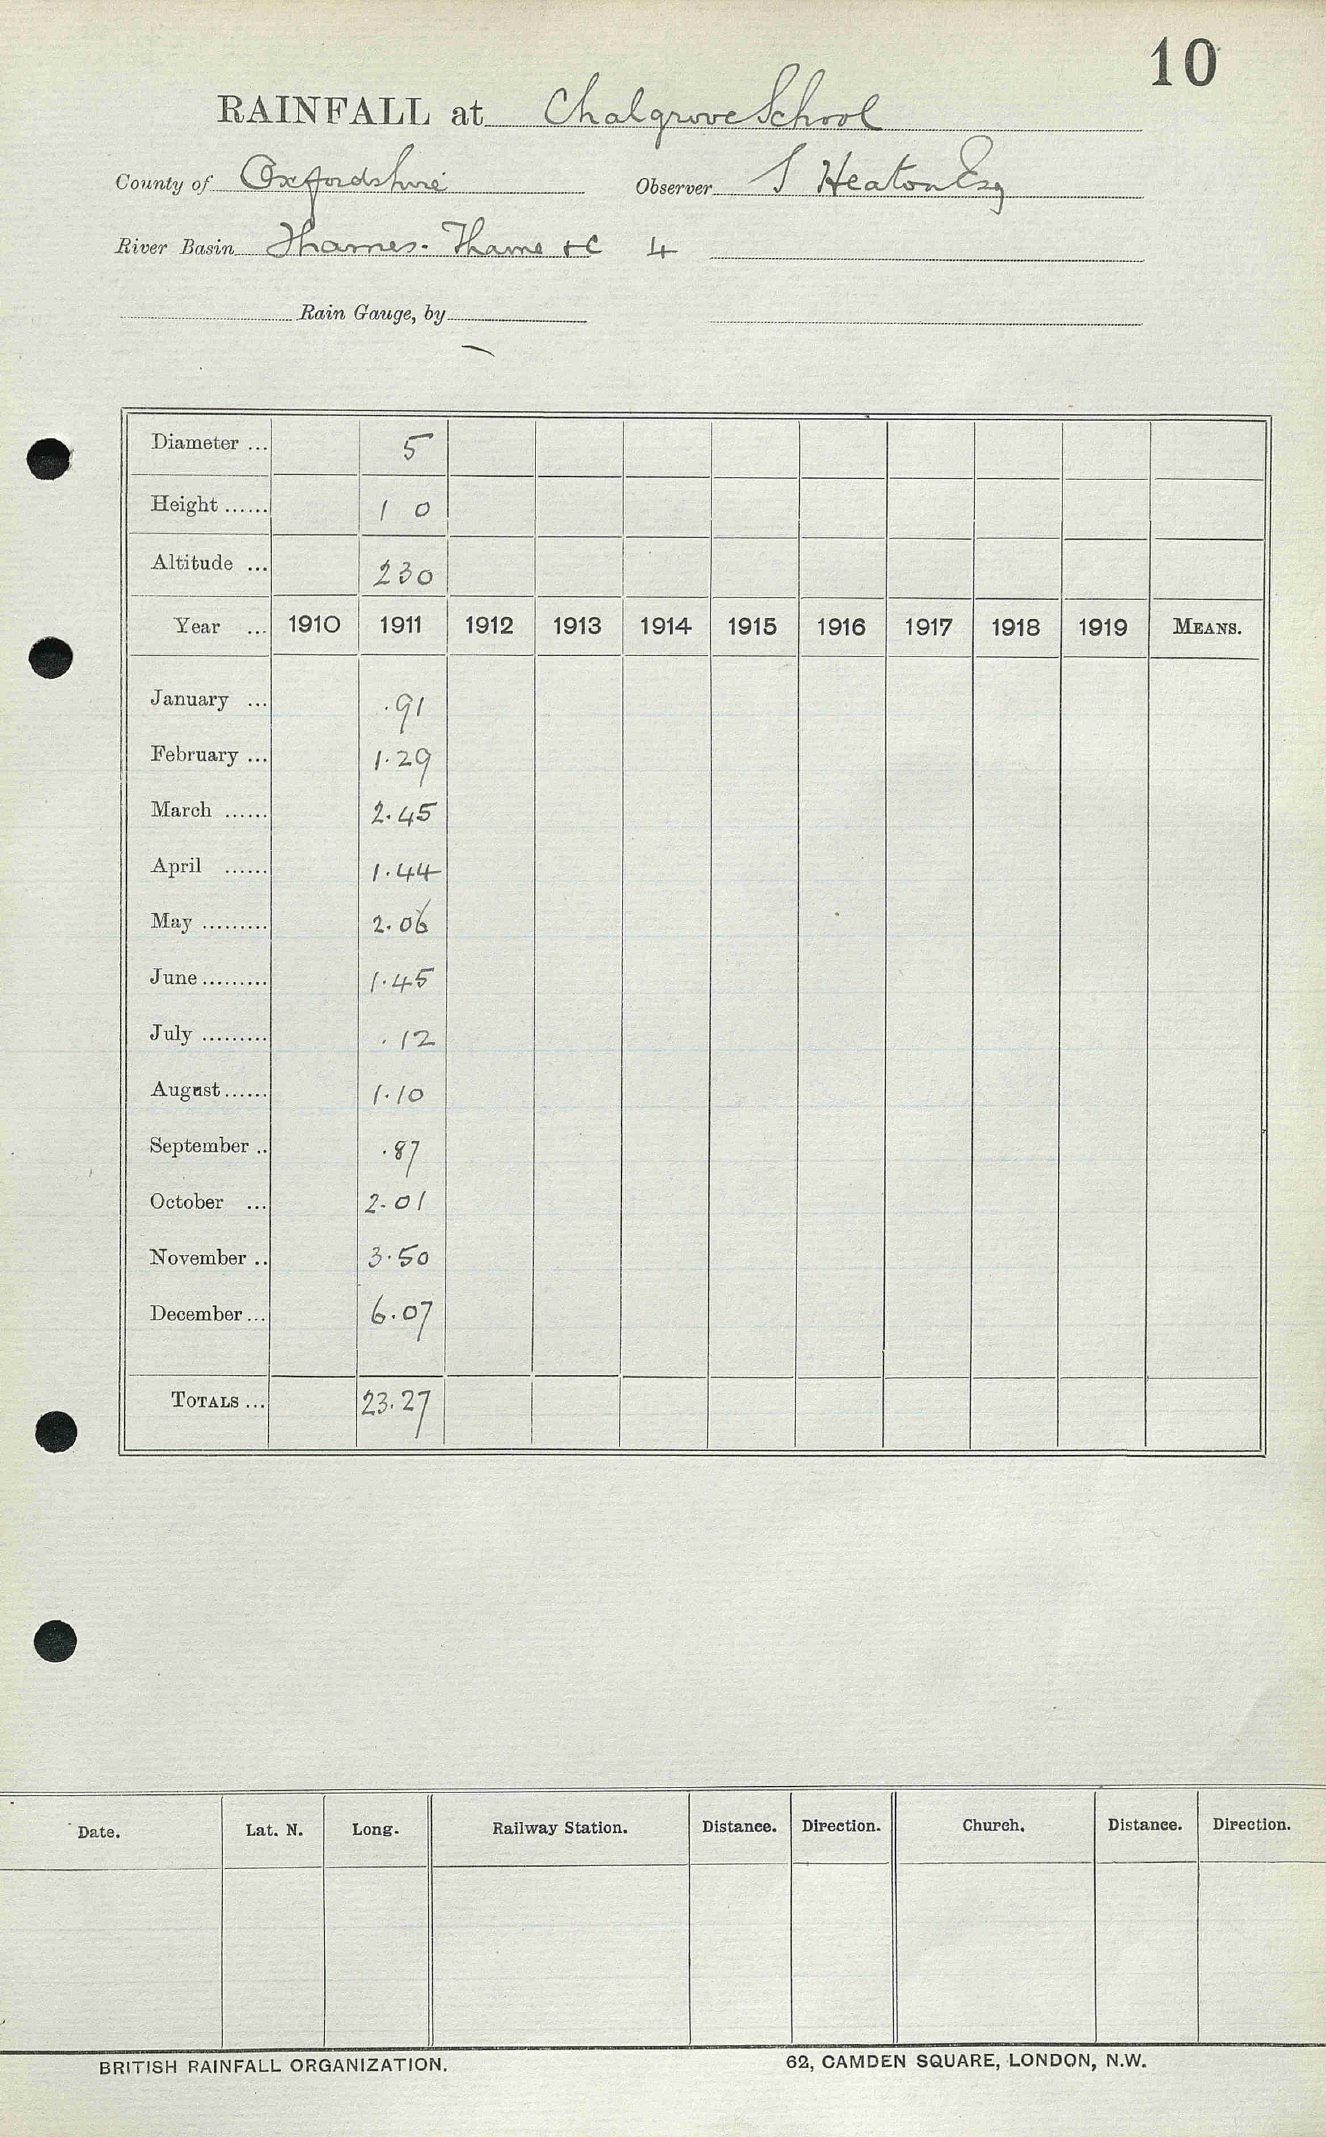 10
RAINFALL at Chalgrove School
County of Oxfordshire Observer S Heaton Esq
River Basin Thames. Thame &c 4
Rain Gauge, by
Diameter ... 5
Height ...... 1 0
Altitude ... 230
Year ... 1910 1911 1912 1913 1914 1915 1916 1917 1918 1919 MEANS.
January ... .91
February ... 1.29
March ...... 2.45
April ...... 1.44
May ......... 2.06
June ......... 1.45
July ......... .12
August ...... 1.10
September .. .87
October ... 2.01
November .. 3.50
December ... 6.07
TOTALS ... 23.27
Date. Lat. N. Long. Railway Station. Distance. Direction. Church. Distance. Direction.
BRITISH RAINFALL ORGANIZATION. 62, CAMDEN SQUARE, LONDON, N.W.